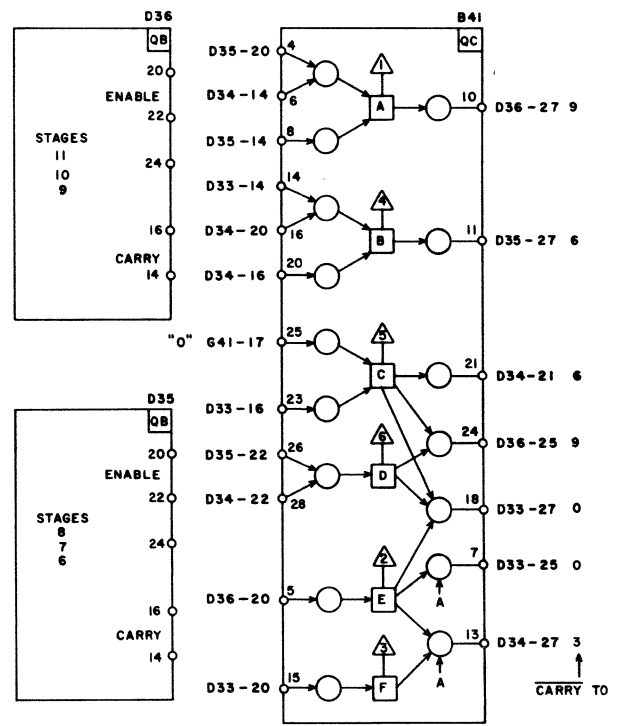 D36
QB
20
ENABLE
22
STAGES
11
10
9
24
16
CARRY
14
D35
QB
20
ENABLE
22
STAGES
8
7
6
24
16
CARRY
14
B41
QC
D35-20 4
D34-14 6
D35-14 8
1
A
10 D36-27 9
D33-14 14
D34-20 16
D34-16 20
4
B
11 D35-27 6
"0" G41-17 25
D33-16 23
5
C
21 D34-21 6
24 D36-25 9
D35-22 26
D34-22 28
6
D
18 D33-27 0
D36-20 5
2
E
7 D33-25 0
A
D33-20 15
3
F
13 D34-27 3
A
CARRY TO